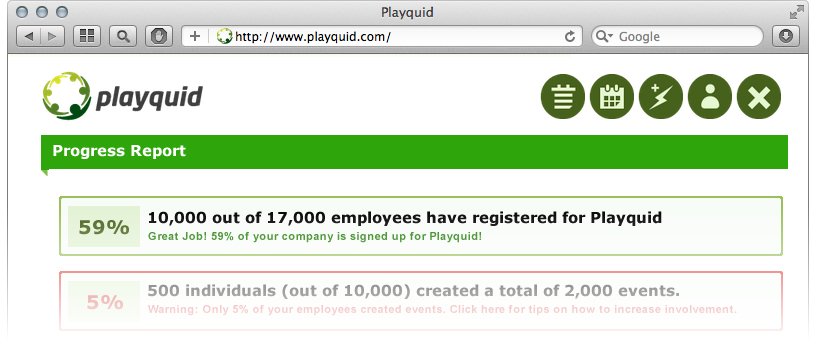 Playquid
http://www.playquid.com/
Google
playquid
Progress Report
59%
10,000 out of 17,000 employees have registered for Playquid
Great Job! 59% of your company is signed up for Playquid!
5%
500 individuals (out of 10,000) created a total of 2,000 events.
Warning: Only 5% of your employees created events. Click here for tips on how to increase involvement.